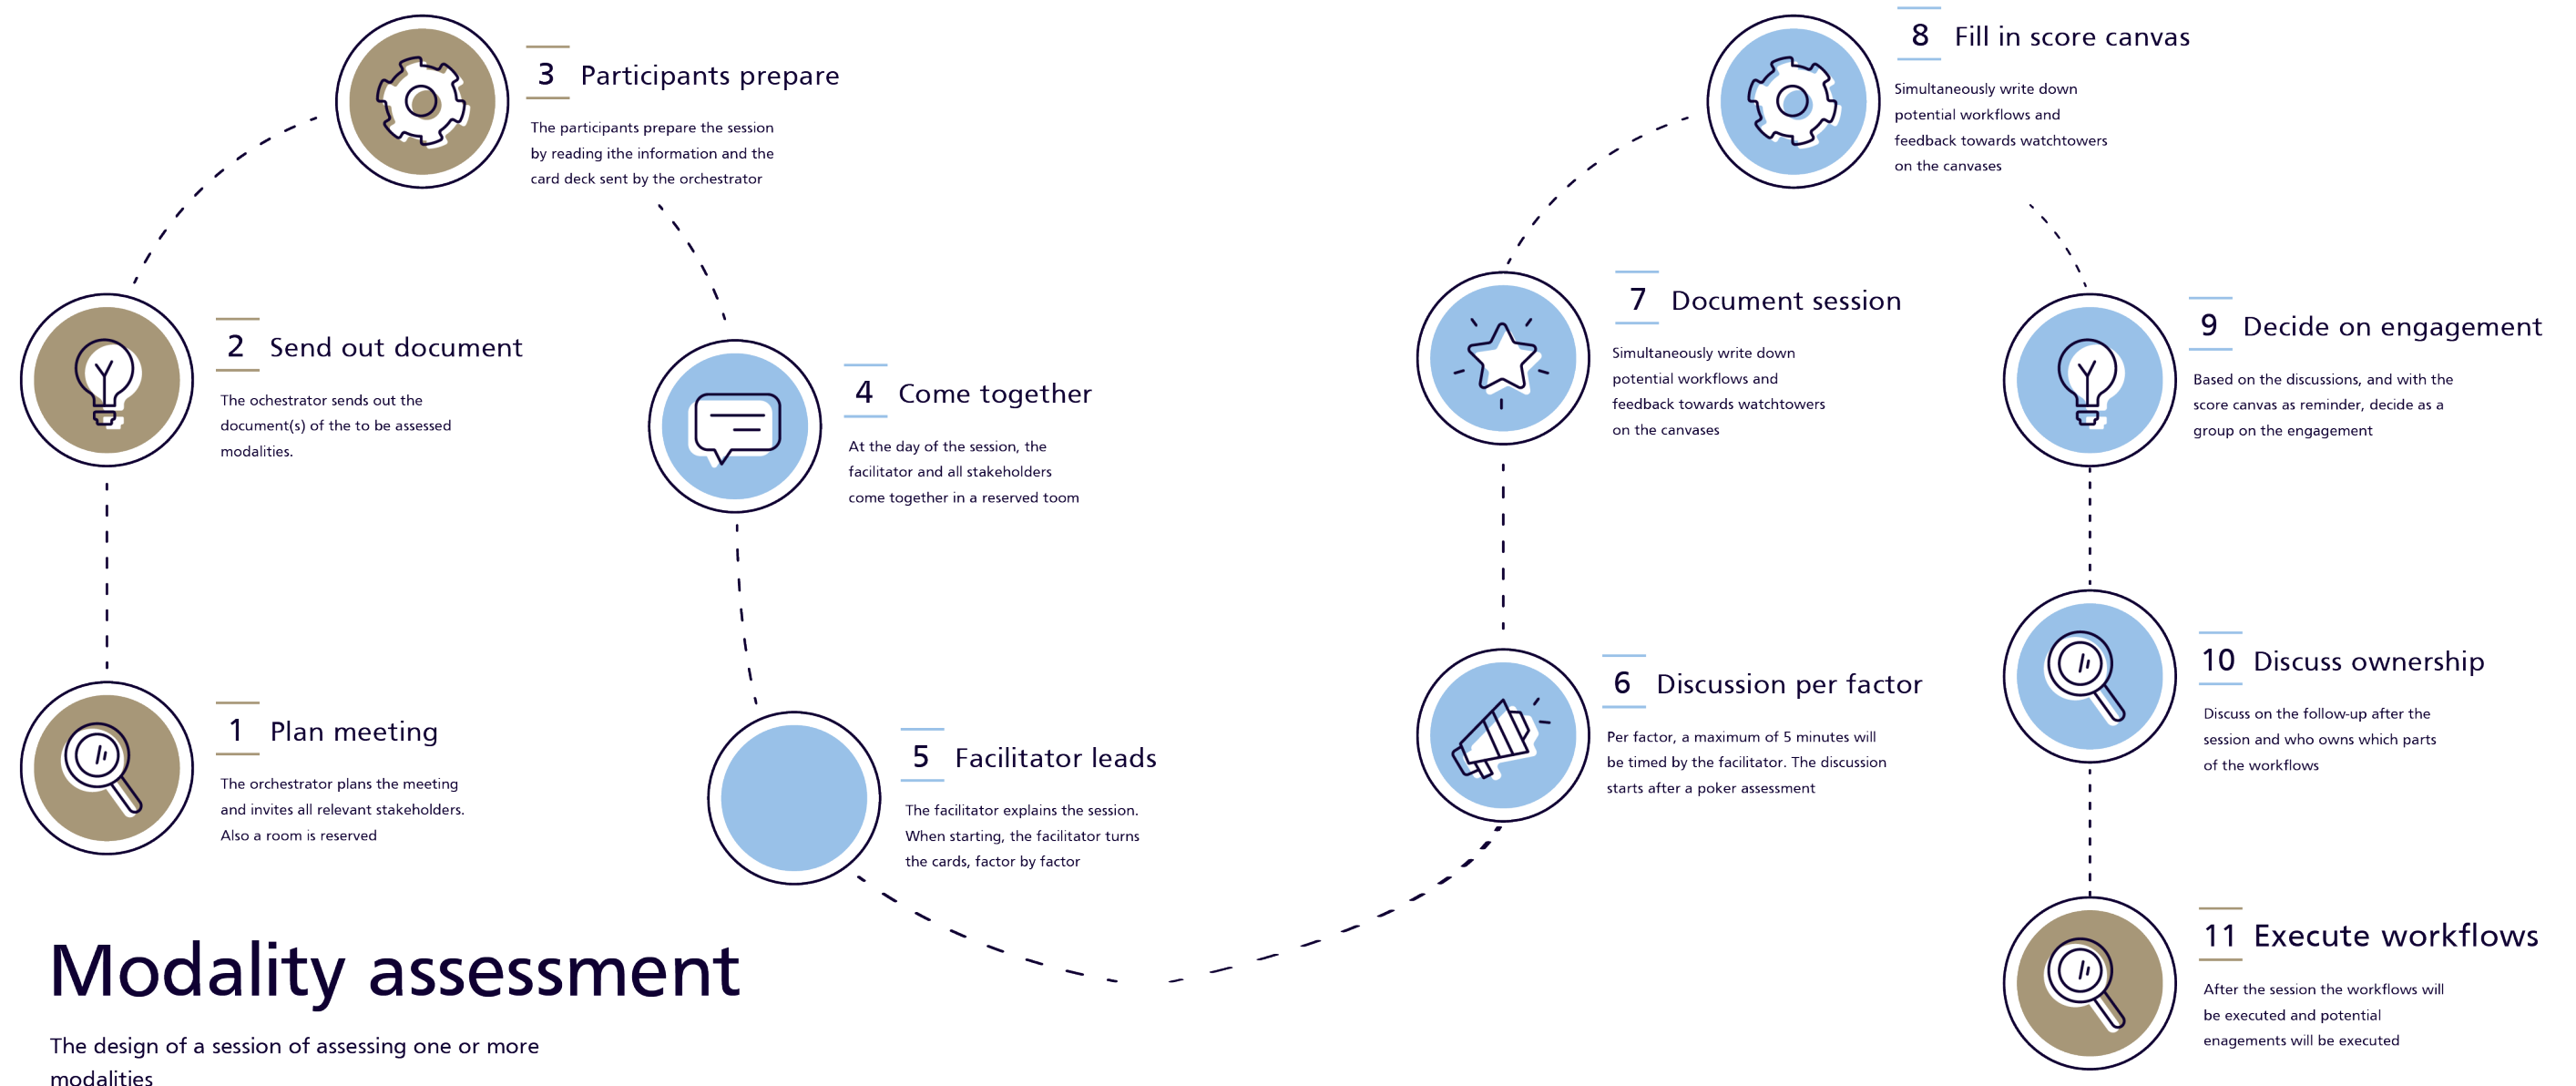 1 Plan meeting
The orchestrator plans the meeting
and invites all relevant stakeholders.
Also a room is reserved
2 Send out document
The ochestrator sends out the
document(s) of the to be assessed
modalities.
3 Participants prepare
The participants prepare the session
by reading ithe information and the
card deck sent by the orchestrator
4 Come together
At the day of the session, the
facilitator and all stakeholders
come together in a reserved toom
5 Facilitator leads
The facilitator explains the session.
When starting, the facilitator turns
the cards, factor by factor
6 Discussion per factor
Per factor, a maximum of 5 minutes will
be timed by the facilitator. The discussion
starts after a poker assessment
7 Document session
Simultaneously write down
potential workflows and
feedback towards watchtowers
on the canvases
8 Fill in score canvas
Simultaneously write down
potential workflows and
feedback towards watchtowers
on the canvases
9 Decide on engagement
Based on the discussions, and with the
score canvas as reminder, decide as a
group on the engagement
10 Discuss ownership
Discuss on the follow-up after the
session and who owns which parts
of the workflows
11 Execute workflows
After the session the workflows will
be executed and potential
enagements will be executed
Modality assessment
The design of a session of assessing one or more
modalities